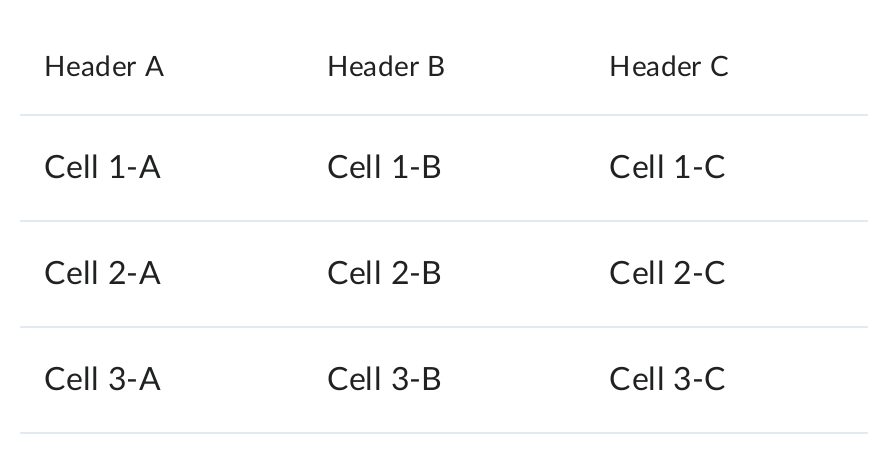 Header A Header B Header C
Cell 1-A Cell 1-B Cell 1-C
Cell 2-A Cell 2-B Cell 2-C
Cell 3-A Cell 3-B Cell 3-C